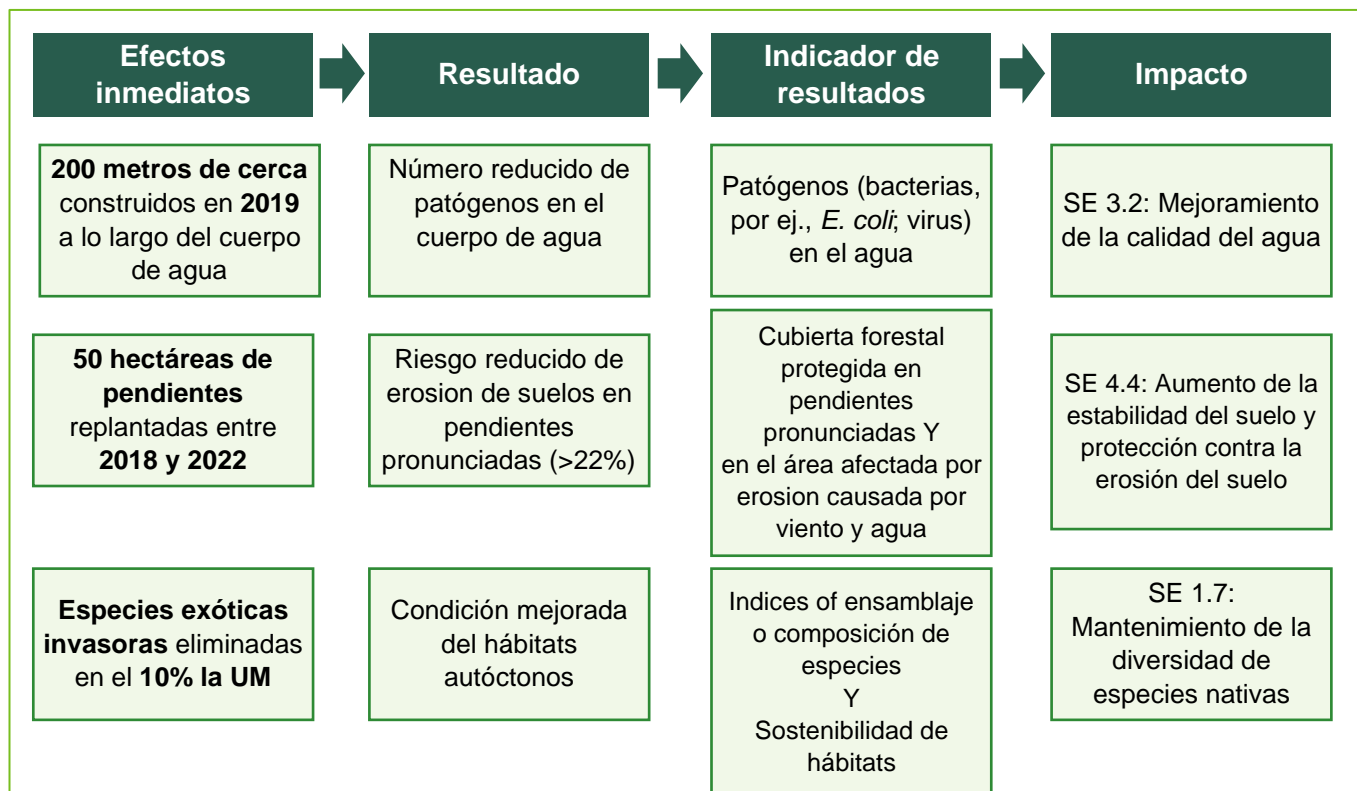 Efectos
inmediatos
Resultado
Indicador de
resultados
Impacto
200 metros de cerca
construidos en 2019
a lo largo del cuerpo
de agua
Número reducido de
patógenos en el
cuerpo de agua
Patógenos (bacterias,
por ej., E. coli; virus)
en el agua
SE 3.2: Mejoramiento
de la calidad del agua
50 hectáreas de
pendientes
replantadas entre
2018 y 2022
Riesgo reducido de
erosion de suelos en
pendientes
pronunciadas (>22%)
Cubierta forestal
protegida en
pendientes
pronunciadas Y
en el área afectada por
erosion causada por
viento y agua
SE 4.4: Aumento de la
estabilidad del suelo y
protección contra la
erosión del suelo
Especies exóticas
invasoras eliminadas
en el 10% la UM
Condición mejorada
del hábitats
autóctonos
Indices of ensamblaje
o composición de
especies
Y
Sostenibilidad de
hábitats
SE 1.7:
Mantenimiento de la
diversidad de
especies nativas